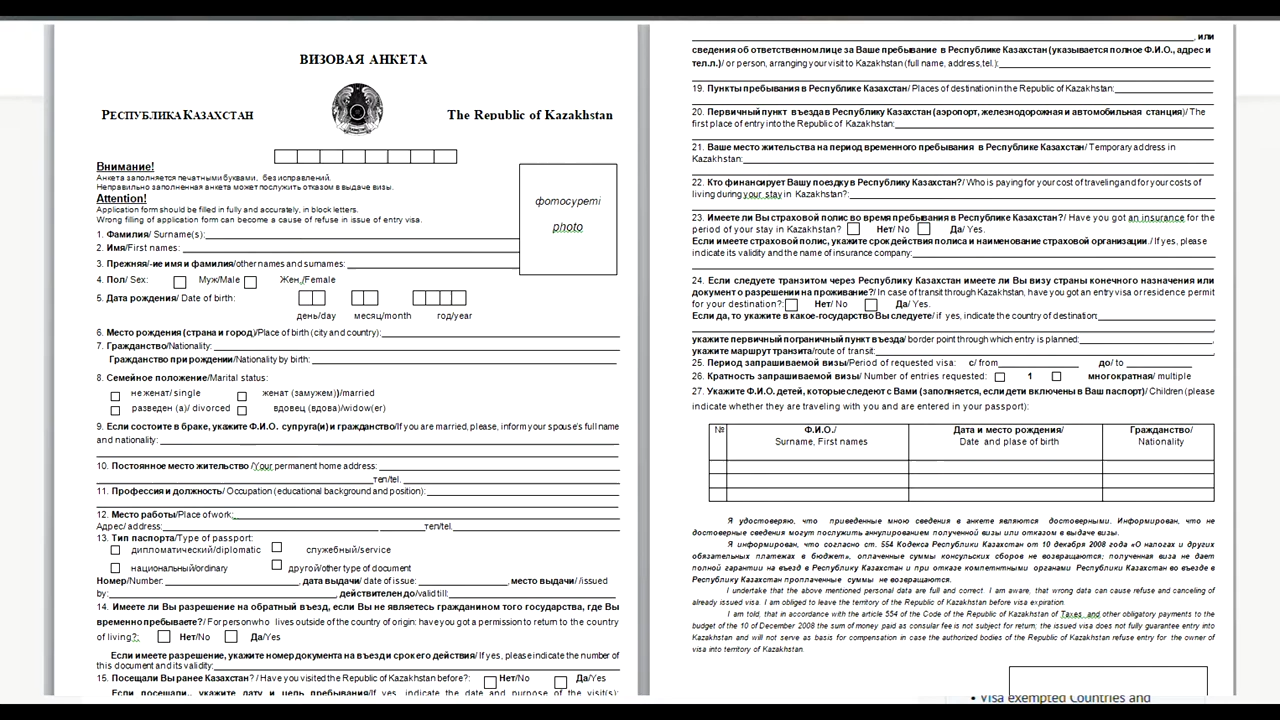 ВИЗОВАЯ АНКЕТА
РЕСПУБЛИКА КАЗАХСТАН
The Republic of Kazakhstan
Внимание!
Анкета заполняется печатными буквами, без исправлений.
Неправильно заполненная анкета может послужить отказом в выдаче визы.
Attention!
Application form should be filled in fully and accurately, in block letters.
Wrong filling of application form can become a cause of refuse in issue of entry visa.
фотосуреті
photo
1. Фамилия/ Surname(s):
2. Имя/First names:
3. Прежняя/-ие имя и фамилия/other names and surnames:
4. Пол/ Sex: Муж/Male Жен./Female
5. Дата рождения/ Date of birth:
день/day месяц/month год/year
6. Место рождения (страна и город)/Place of birth (city and country):
7. Гражданство/Nationality:
Гражданство при рождении/Nationality by birth:
8. Семейное положение/Marital status:
неженат/ single женат (замужем))/married
разведен (а)/ divorced вдовец (вдова)/widow(er)
9. Если состоите в браке, укажите Ф.И.О. супруга(и) и гражданство/If you are married, please, inform your spouse's full name
and nationality:
10. Постоянное место жительство /Your permanent home address:
тел/tel.
11. Профессия и должность/ Occupation (educational background and position):
12. Место работы/Place of work:
Адрес/ address: тел/tel.
13. Тип паспорта/Type of passport:
дипломатический/diplomatic служебный/service
национальный/ordinary другой/other type of document
Номер/Number: , дата выдачи/ date of issue: , место выдачи/ /issued
by: , действителен до/valid till:
14. Имеете ли Вы разрешение на обратный въезд, если Вы не являетесь гражданином того государства, где Вы
временно пребываете?/ For person who lives outside of the country of origin: have you got a permission to return to the country
of living?: Нет/No Да/Yes
Если имеете разрешение, укажите номер документа на въезд и срок его действия/ If yes, please indicate the number of
this document and its validity:
15. Посещали Вы ранее Казахстан? / Have you visited the Republic of Kazakhstan before?: Нет/No Да/Yes
Если посещали, укажите дату и цель пребывания/If yes, indicate the date and purpose of the visit(s):
, или
сведения об ответственном лице за Ваше пребывание в Республике Казахстан (указывается полное Ф.И.О., адрес и
тел.л.)/ or person, arranging your visit to Kazakhstan (full name, address,tel.):
19. Пункты пребывания в Республике Казахстан/ Places of destination in the Republic of Kazakhstan:
20. Первичный пункт въезда в Республику Казахстан (аэропорт, железнодорожная и автомобильная станция)/ The
first place of entry into the Republic of Kazakhstan:
21. Ваше место жительства на период временного пребывания в Республике Казахстан/ Temporary address in
Kazakhstan:
22. Кто финансирует Вашу поездку в Республику Казахстан?/ Who is paying for your cost of traveling and for your costs of
living during your stay in Kazakhstan?:
23. Имеете ли Вы страховой полис во время пребывания в Республике Казахстан?/ Have you got an insurance for the
period of your stay in Kazakhstan? Нет/ No Да/ Yes.
Если имеете страховой полис, укажите срок действия полиса и наименование страховой организации./ If yes, please
indicate its validity and the name of insurance company:
24. Если следуете транзитом через Республику Казахстан имеете ли Вы визу страны конечного назначения или
документ о разрешении на проживание?/ In case of transit through Kazakhstan, have you got an entry visa or residence permit
for your destination?: Нет/ No Да/ Yes.
Если да, то укажите в какое-государство Вы следуете/ if yes, indicate the country of destination:
укажите первичный пограничный пункт въезда/ border point through which entry is planned:
укажите маршрут транзита/route of transit:
25. Период запрашиваемой визы/Period of requested visa: с/ from до/ to
26. Кратность запрашиваемой визы/ Number of entries requested: 1 многократная/ multiple
27. Укажите Ф.И.О. детей, которые следуют с Вами (заполняется, если дети включены в Ваш паспорт)/ Children (please
indicate whether they are traveling with you and are entered in your passport):
№ Ф.И.О./ Дата и место рождения/ Гражданство/
Surname, First names Date and plase of birth Nationality
Я удостоверяю, что приведенные мною сведения в анкете являются достоверными. Информирован, что не
достоверные сведения могут послужить аннулированием полученной визы или отказом в выдаче визы.
Я информирован, что согласно ст. 554 Кодекса Республики Казахстан от 10 декабря 2008 года «О налогах и других
обязательных платежах в бюджет», оплаченные суммы консульских сборов не возвращаются; полученная виза не дает
полной гарантии на въезд в Республику Казахстан и при отказе компетентными органами Республики Казахстан во въезде в
Республику Казахстан проплаченные суммы не возвращаются.
I undertake that the above mentioned personal data are full and correct. I am aware, that wrong data can cause refuse and canceling of
already issued visa. I am obliged to leave the territory of the Republic of Kazakhstan before visa expiration.
I am told, that in accordance with the article 554 of the Code of the Republic of Kazakhstan of Taxes and other obligatory payments to the
budget of the 10 of December 2008 the sum of money paid as consular fee is not subject for return; the issued visa does not fully guarantee entry into
Kazakhstan and will not serve as basis for compensation in case the authorized bodies of the Republic of Kazakhstan refuse entry for the owner of
visa into territory of Kazakhstan.
• Visa exempted Countries and